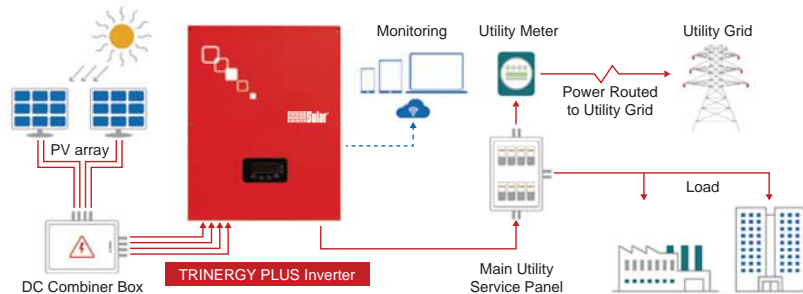 Monitoring
Utility Meter
Utility Grid
Solar
Power Routed
to Utility Grid
PV array
Load
DC Combiner Box
TRINERGY PLUS Inverter
Main Utility
Service Panel